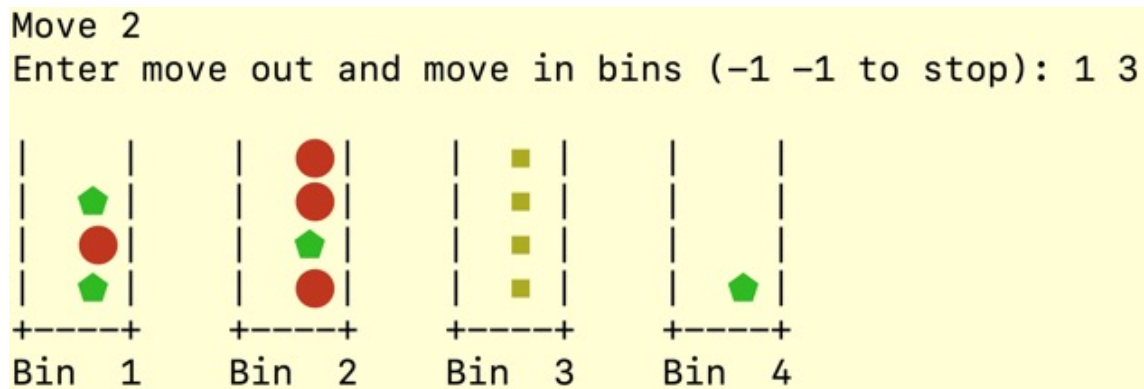 Move 2
Enter move out and move in bins (-1 -1 to stop): 1 3
+----+ +----+ +----+ +----+
Bin 1 Bin 2 Bin 3 Bin 4